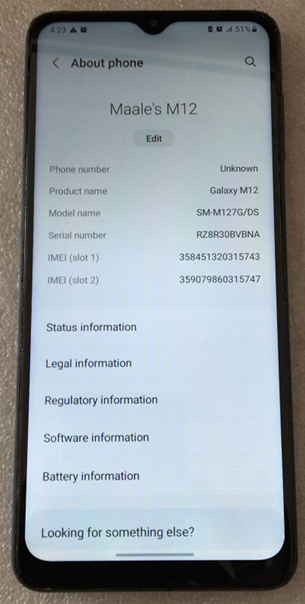 4:23 51%
About phone
Maale's M12
Edit
Phone number Unknown
Product name Galaxy M12
Model name SM-M127G/DS
Serial number RZ8R30BVBNA
IMEI (slot 1) 358451320315743
IMEI (slot 2) 359079860315747
Status information
Legal information
Regulatory information
Software information
Battery information
Looking for something else?